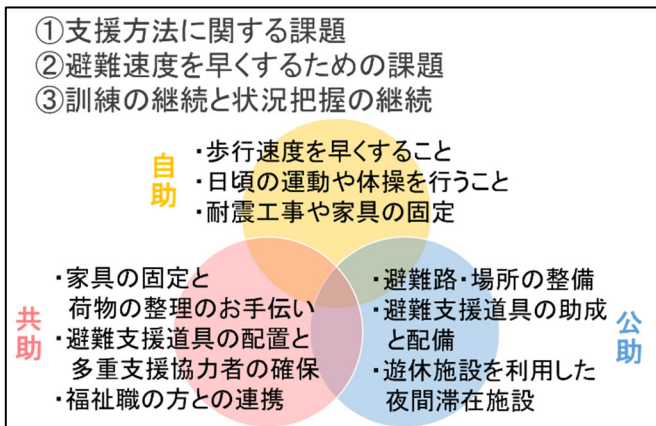 ①支援方法に関する課題
②避難速度を早くするための課題
③訓練の継続と状況把握の継続
自助
・歩行速度を早くすること
・日頃の運動や体操を行うこと
・耐震工事や家具の固定
共助
・家具の固定と
荷物の整理のお手伝い
・避難支援道具の配置と
多重支援協力者の確保
・福祉職の方との連携
公助
・避難路・場所の整備
・避難支援道具の助成
と配備
・遊休施設を利用した
夜間滞在施設